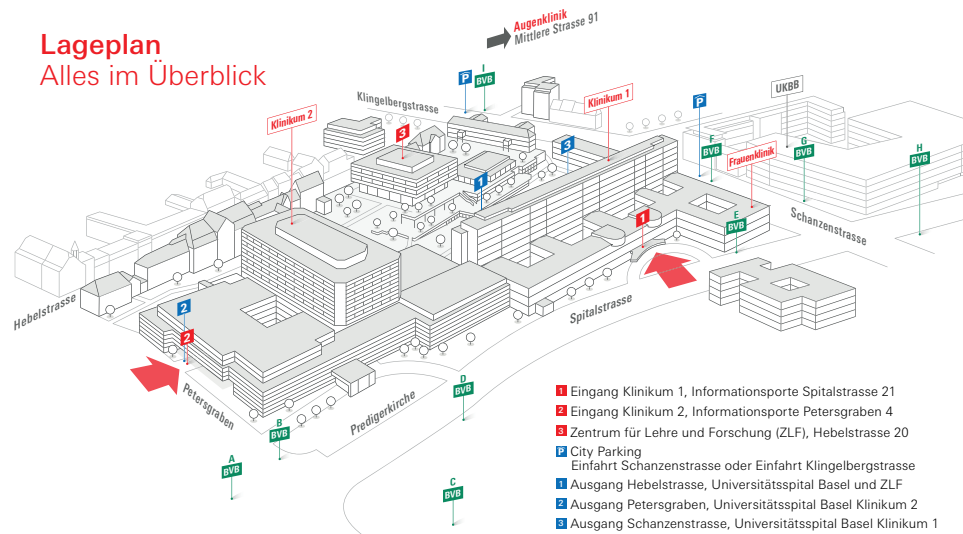 Lageplan
Alles im Überblick
Augenklinik
Mittlere Strasse 91
P
I
BVB
Klingelbergstrasse
Klinikum 2
Klinikum 1
P
UKBB
3
3
F
BVB
G
BVB
H
BVB
Frauenklinik
1
1
E
BVB
Schanzenstrasse
Hebelstrasse
Spitalstrasse
2
2
Petersgraben
Predigerkirche
D
BVB
B
BVB
A
BVB
C
BVB
1 Eingang Klinikum 1, Informationsporte Spitalstrasse 21
2 Eingang Klinikum 2, Informationsporte Petersgraben 4
3 Zentrum für Lehre und Forschung (ZLF), Hebelstrasse 20
P City Parking
Einfahrt Schanzenstrasse oder Einfahrt Klingelbergstrasse
1 Ausgang Hebelstrasse, Universitätsspital Basel und ZLF
2 Ausgang Petersgraben, Universitätsspital Basel Klinikum 2
3 Ausgang Schanzenstrasse, Universitätsspital Basel Klinikum 1